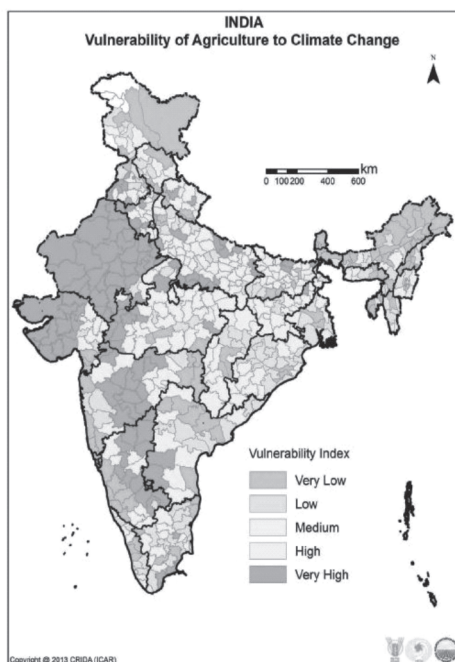 INDIA
Vulnerability of Agriculture to Climate Change
N
km
0 100 200 400 600
Vulnerability Index
Very Low
Low
Medium
High
Very High
Copyright @ 2013 CRIDA (ICAR)